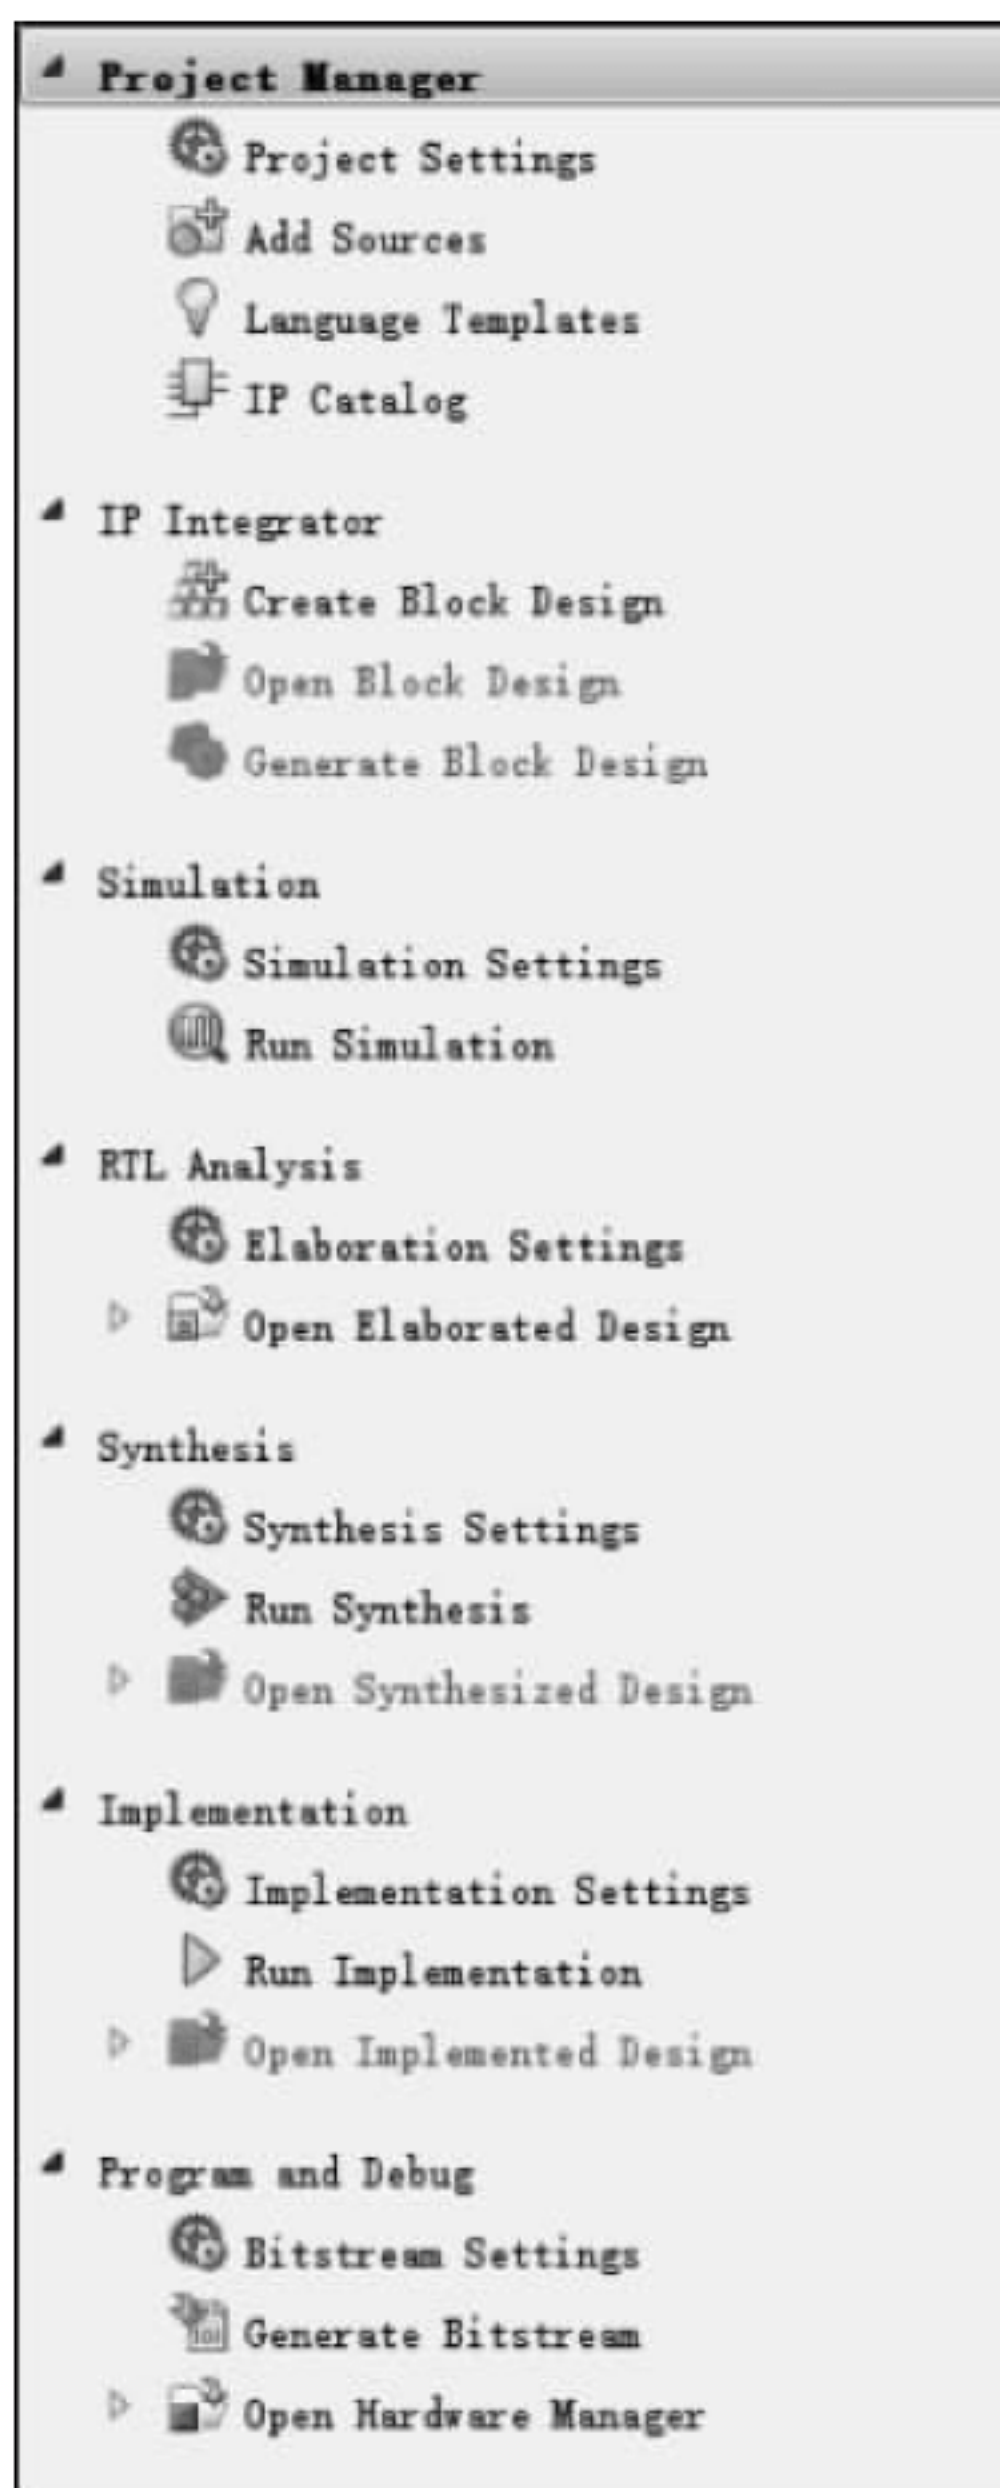 Project Manager
Project Settings
Add Sources
Language Templates
IP Catalog
IP Integrator
Create Block Design
Open Block Design
Generate Block Design
Simulation
Simulation Settings
Run Simulation
RTL Analysis
Elaboration Settings
Open Elaborated Design
Synthesis
Synthesis Settings
Run Synthesis
Open Synthesized Design
Implementation
Implementation Settings
Run Implementation
Open Implemented Design
Program and Debug
Bitstream Settings
Generate Bitstream
Open Hardware Manager